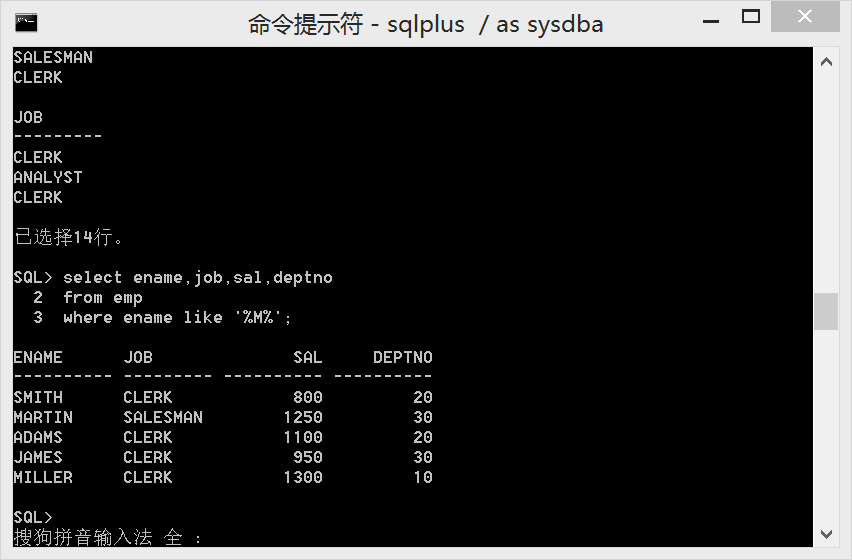 命令提示符 - sqlplus  / as sysdba
SALESMAN
CLERK
JOB
---------
CLERK
ANALYST
CLERK
已选择14行。
SQL> select ename,job,sal,deptno
  2  from emp
  3  where ename like '%M%';
ENAME      JOB              SAL     DEPTNO
---------- --------- ---------- ----------
SMITH      CLERK            800         20
MARTIN     SALESMAN        1250         30
ADAMS      CLERK           1100         20
JAMES      CLERK            950         30
MILLER     CLERK           1300         10
SQL>
搜狗拼音输入法 全 :